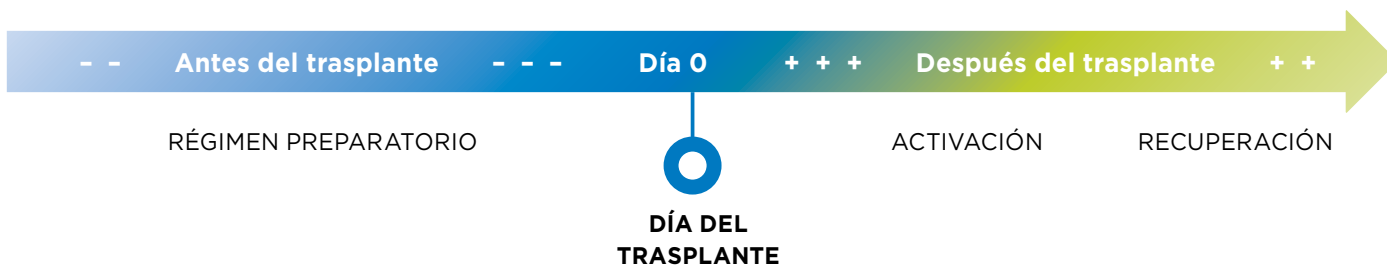 – – Antes del trasplante – – – Día 0 + + + Después del trasplante + +
RÉGIMEN PREPARATORIO ACTIVACIÓN RECUPERACIÓN
DÍA DEL
TRASPLANTE